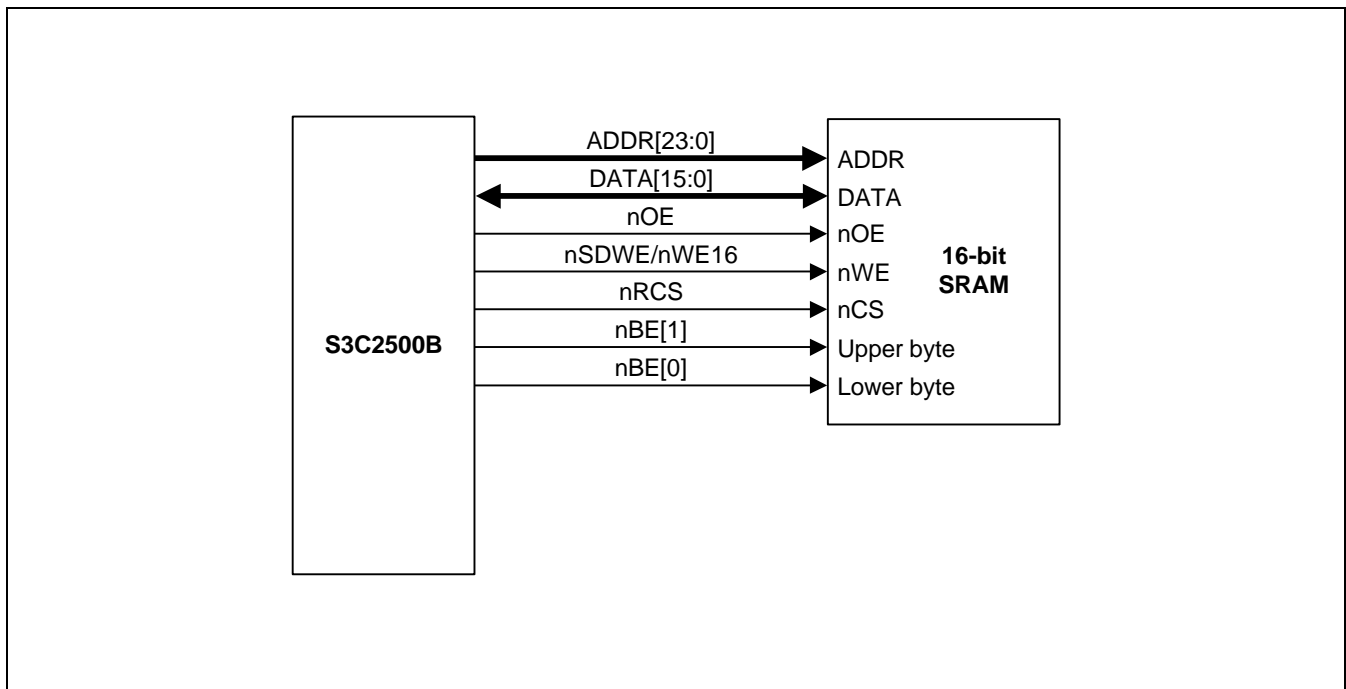 ADDR[23:0]
ADDR
DATA[15:0]
DATA
nOE
nOE
nSDWE/nWE16
nWE
16-bit
SRAM
nRCS
nCS
S3C2500B
nBE[1]
Upper byte
nBE[0]
Lower byte